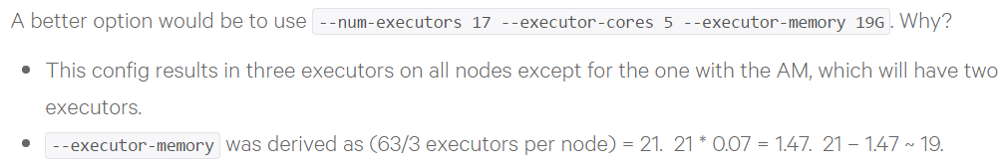 A better option would be to use --num-executors 17 --executor-cores 5 --executor-memory 19G. Why?
• This config results in three executors on all nodes except for the one with the AM, which will have two
executors.
• --executor-memory was derived as (63/3 executors per node) = 21. 21 * 0.07 = 1.47. 21 – 1.47 ~ 19.